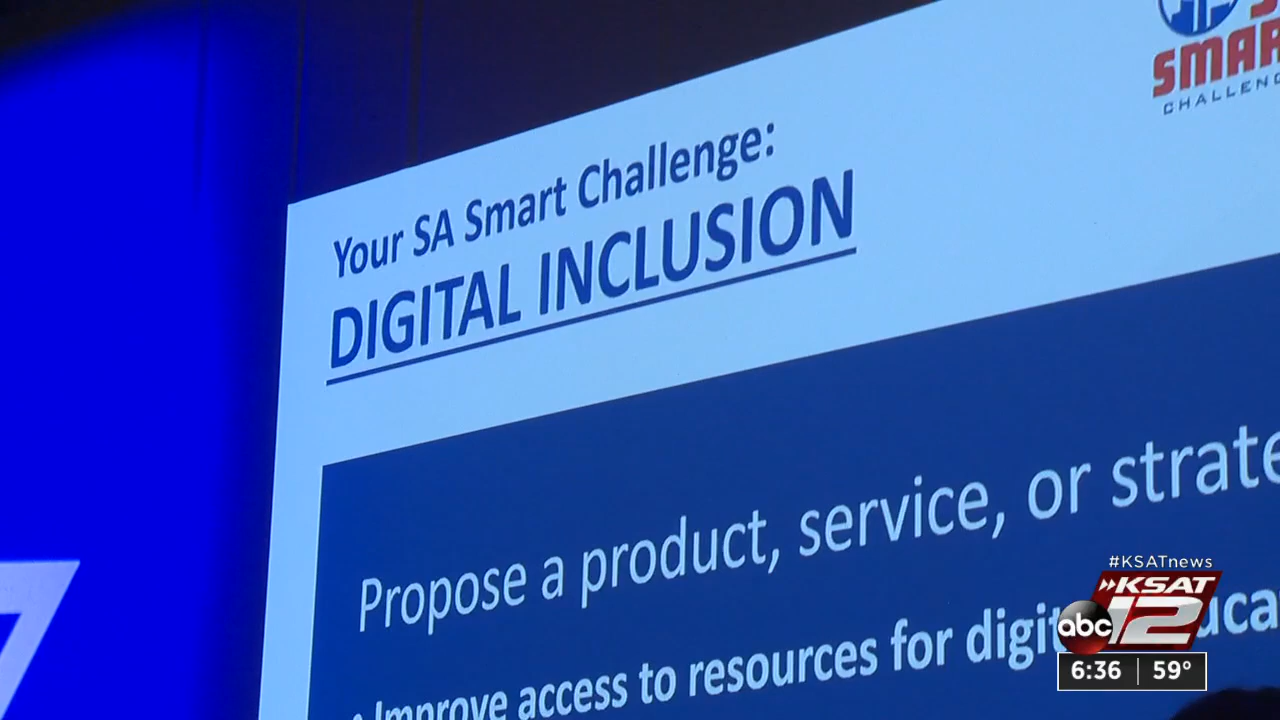 SMAR
CHALLENG
Your SA Smart Challenge:
DIGITAL INCLUSION
Propose a product, service, or strate
• Improve access to resources for digit
#KSATnews
KSAT
abc 12
6:36 59°